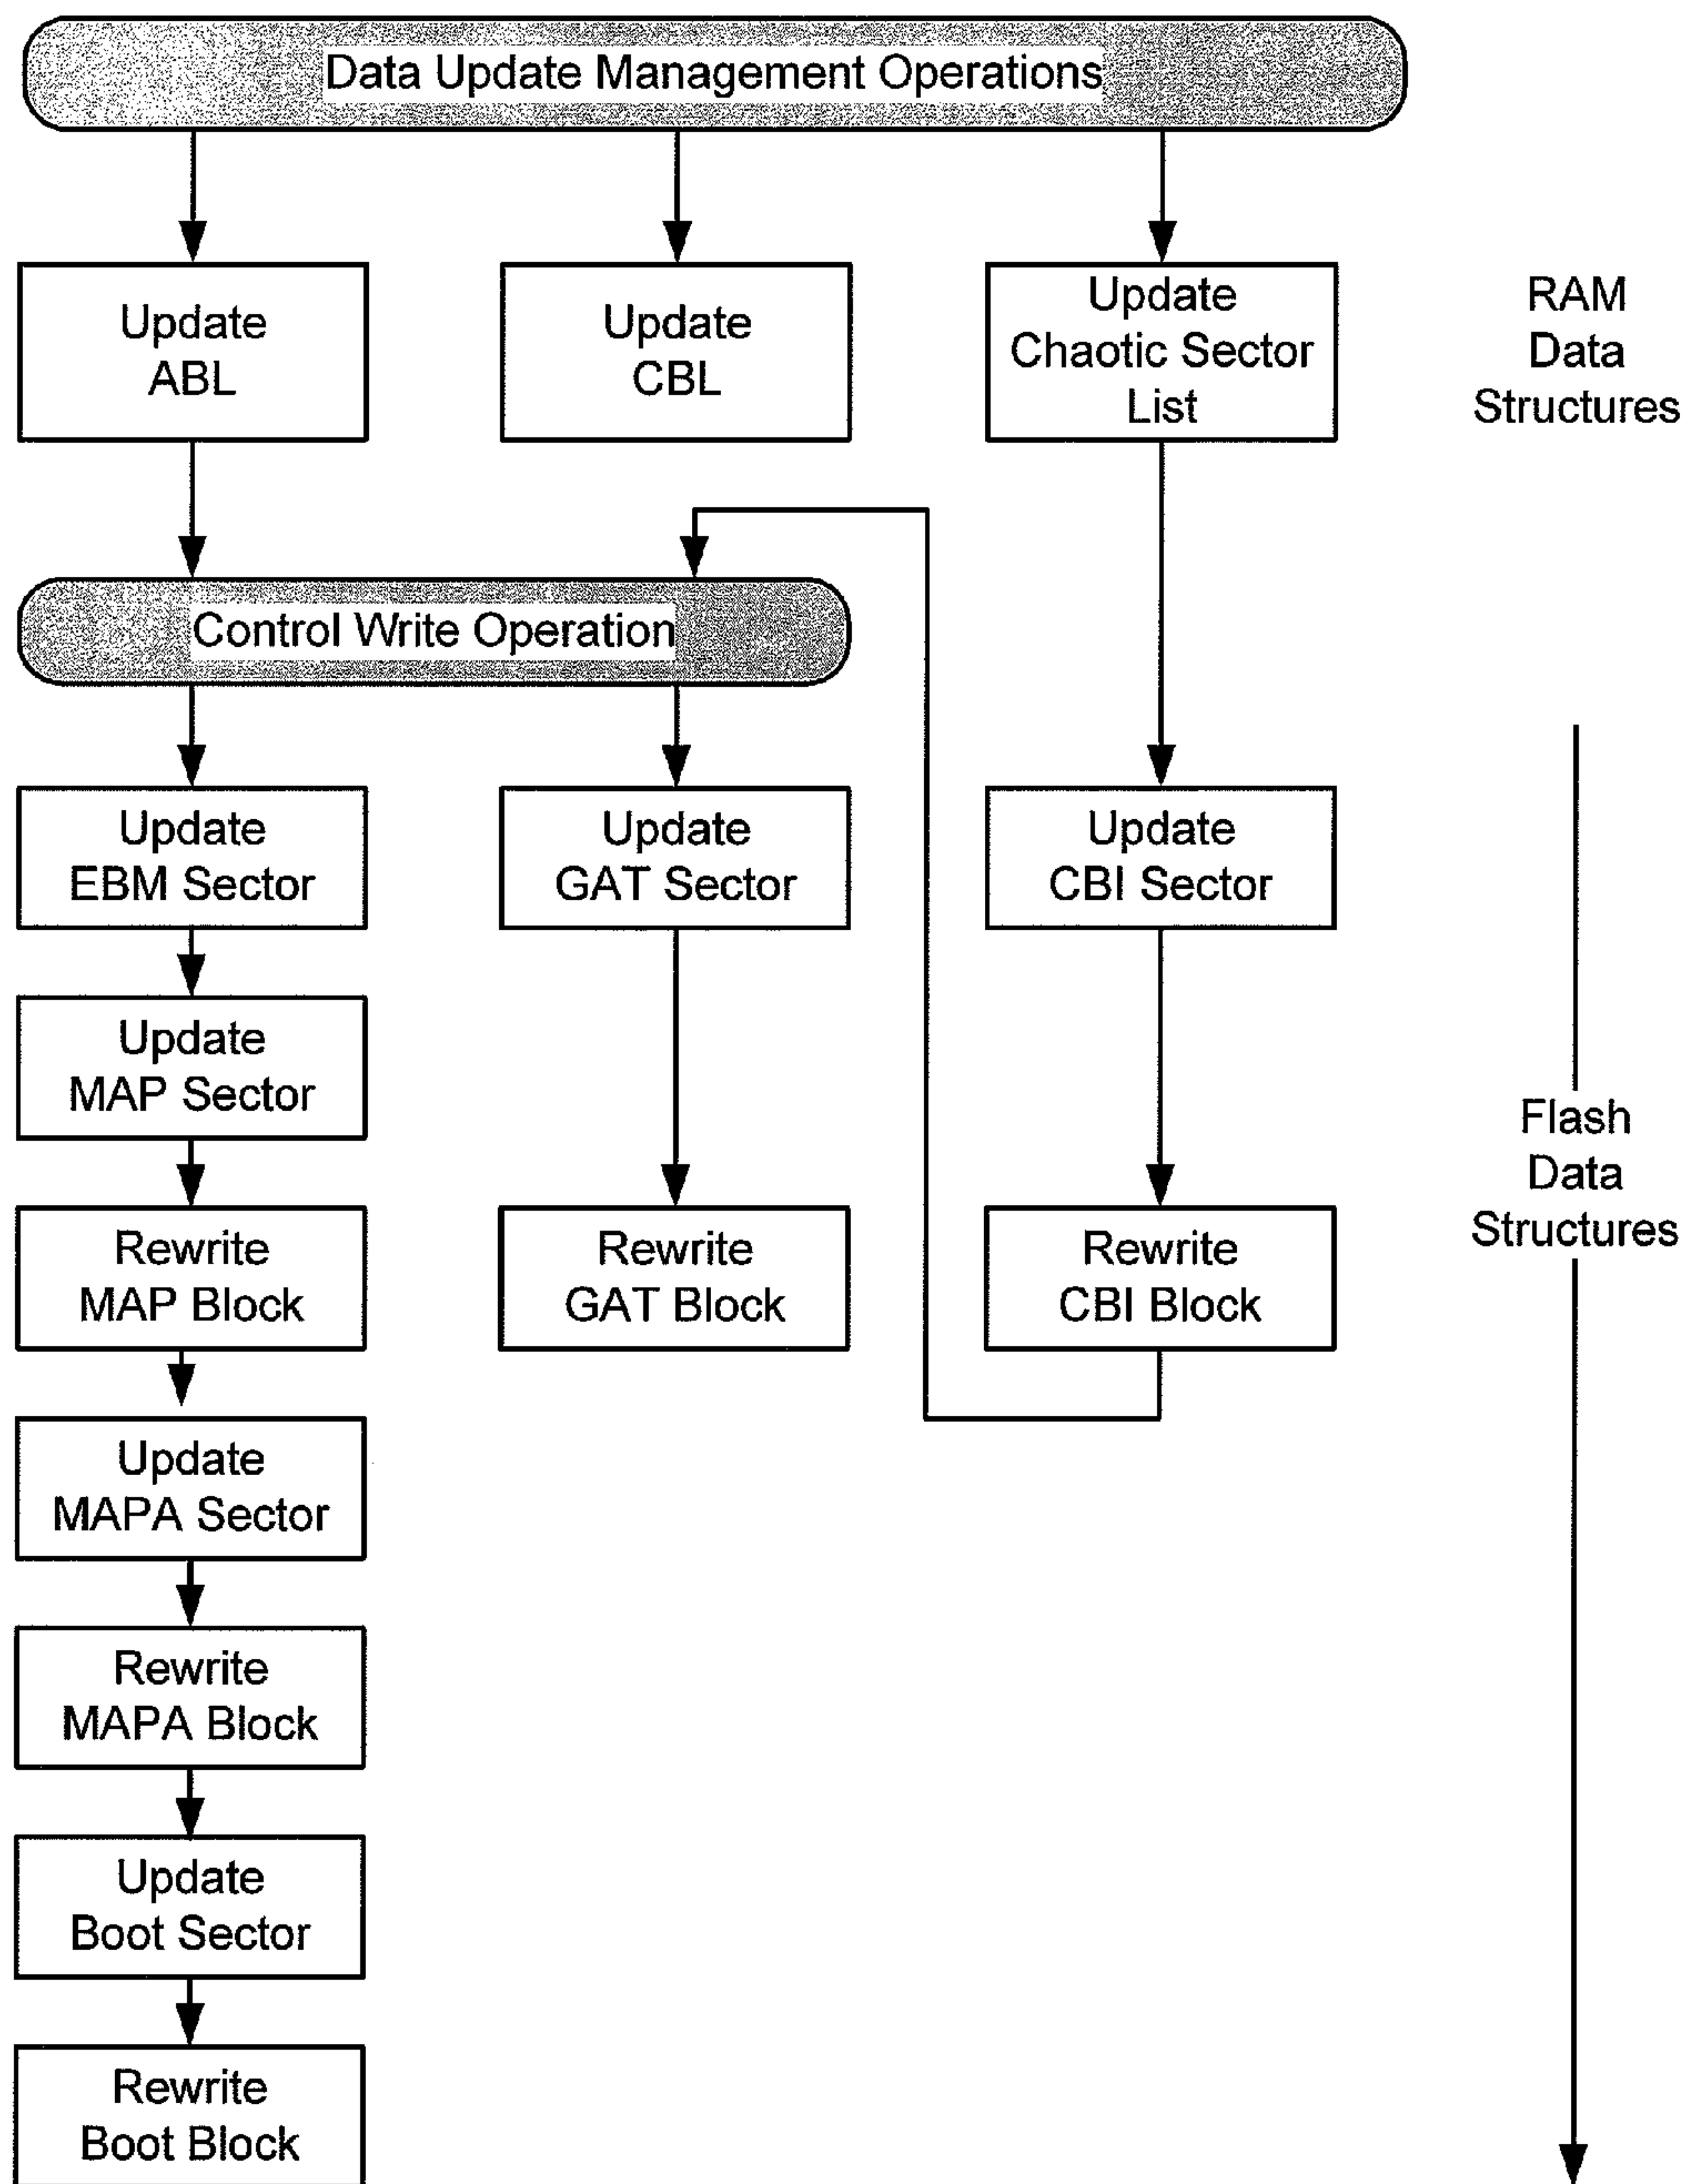 Data Update Management Operations
Update
ABL
Update
CBL
Update
Chaotic Sector
List
RAM
Data
Structures
Control Write Operation
Update
EBM Sector
Update
GAT Sector
Update
CBI Sector
Update
MAP Sector
Flash
Data
Structures
Rewrite
MAP Block
Rewrite
GAT Block
Rewrite
CBI Block
Update
MAPA Sector
Rewrite
MAPA Block
Update
Boot Sector
Rewrite
Boot Block